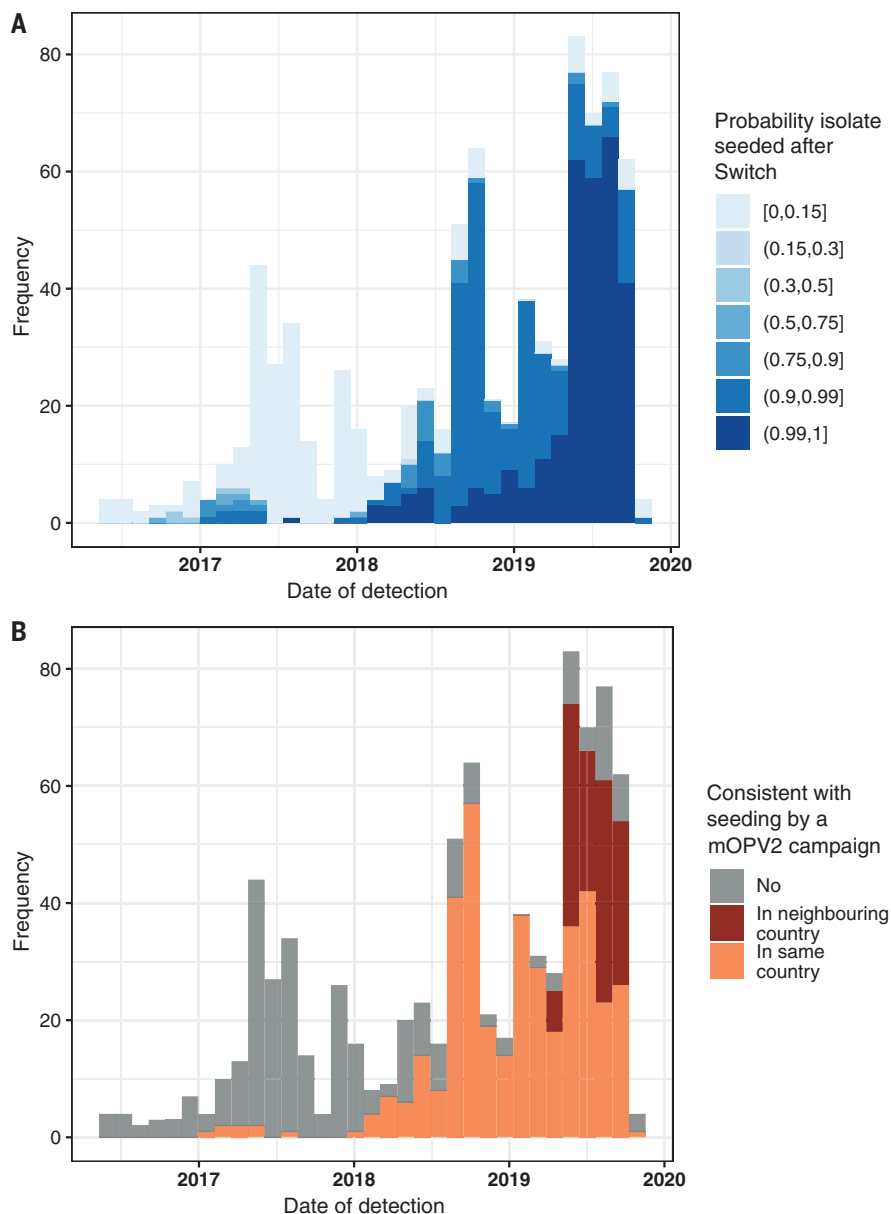 A
80
60
40
20
0
Frequency
2017
2018
2019
2020
Date of detection
Probability isolate
seeded after
Switch
[0,0.15]
(0.15,0.3]
(0.3,0.5]
(0.5,0.75]
(0.75,0.9]
(0.9,0.99]
(0.99,1]
B
80
60
40
20
0
Frequency
2017
2018
2019
2020
Date of detection
Consistent with
seeding by a
mOPV2 campaign
No
In neighbouring
country
In same
country